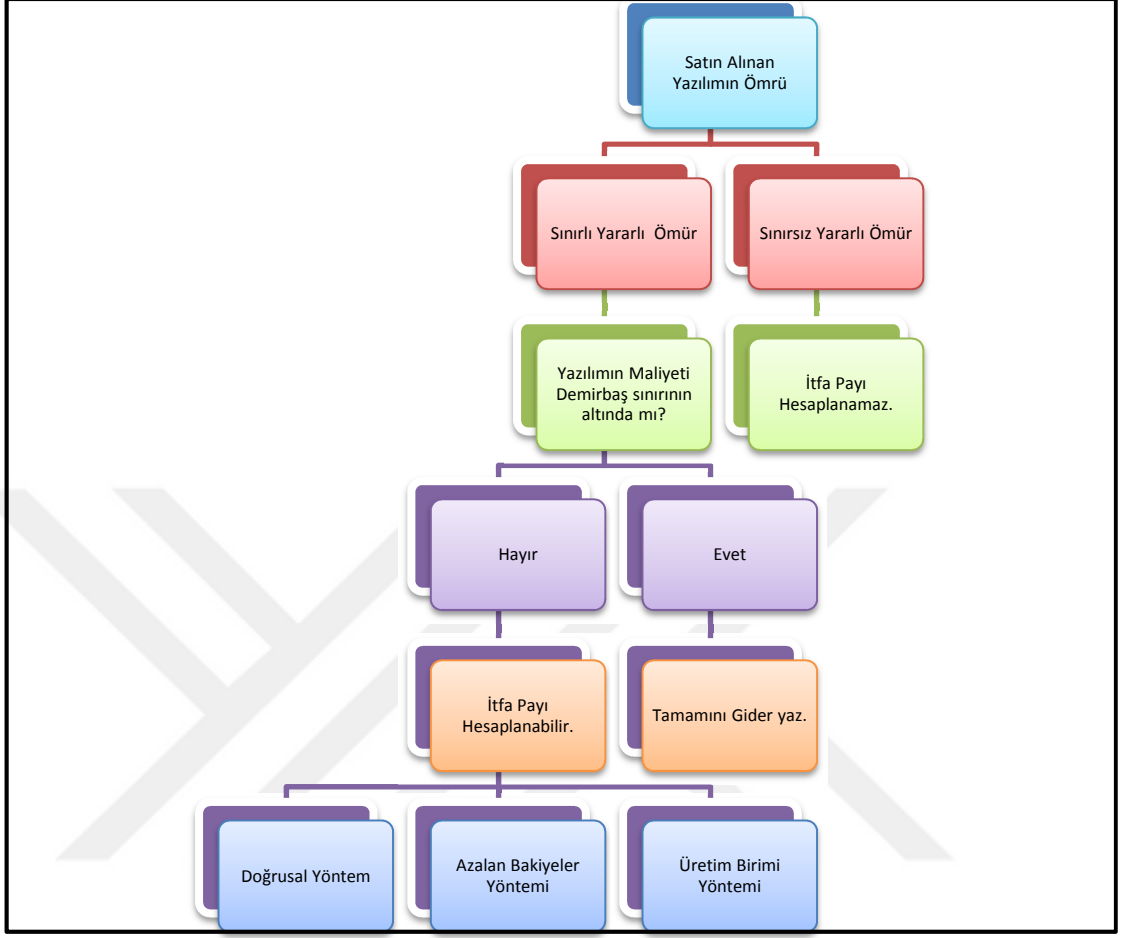 Satın Alınan
Yazılımın Ömrü
Sınırlı Yararlı  Ömür
Sınırsız Yararlı Ömür
Yazılımın Maliyeti
Demirbaş sınırının
altında mı?
İtfa Payı
Hesaplanamaz.
Hayır
Evet
İtfa Payı
Hesaplanabilir.
Tamamını Gider yaz.
Doğrusal Yöntem
Azalan Bakiyeler
Yöntemi
Üretim Birimi
Yöntemi